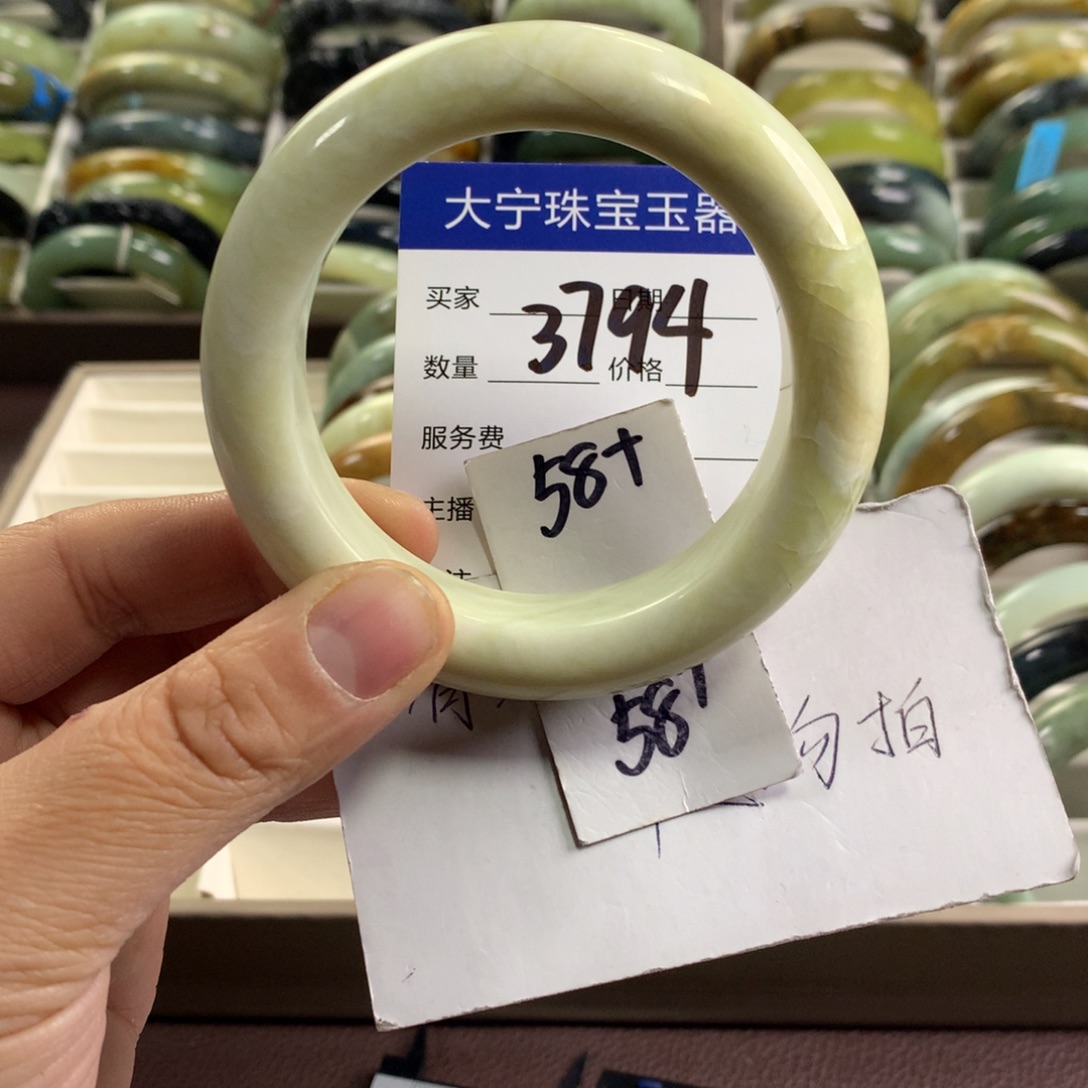 大宁珠宝玉器
买家 3794 日期
数量 价格
服务费
主播
58+
58+
勿拍